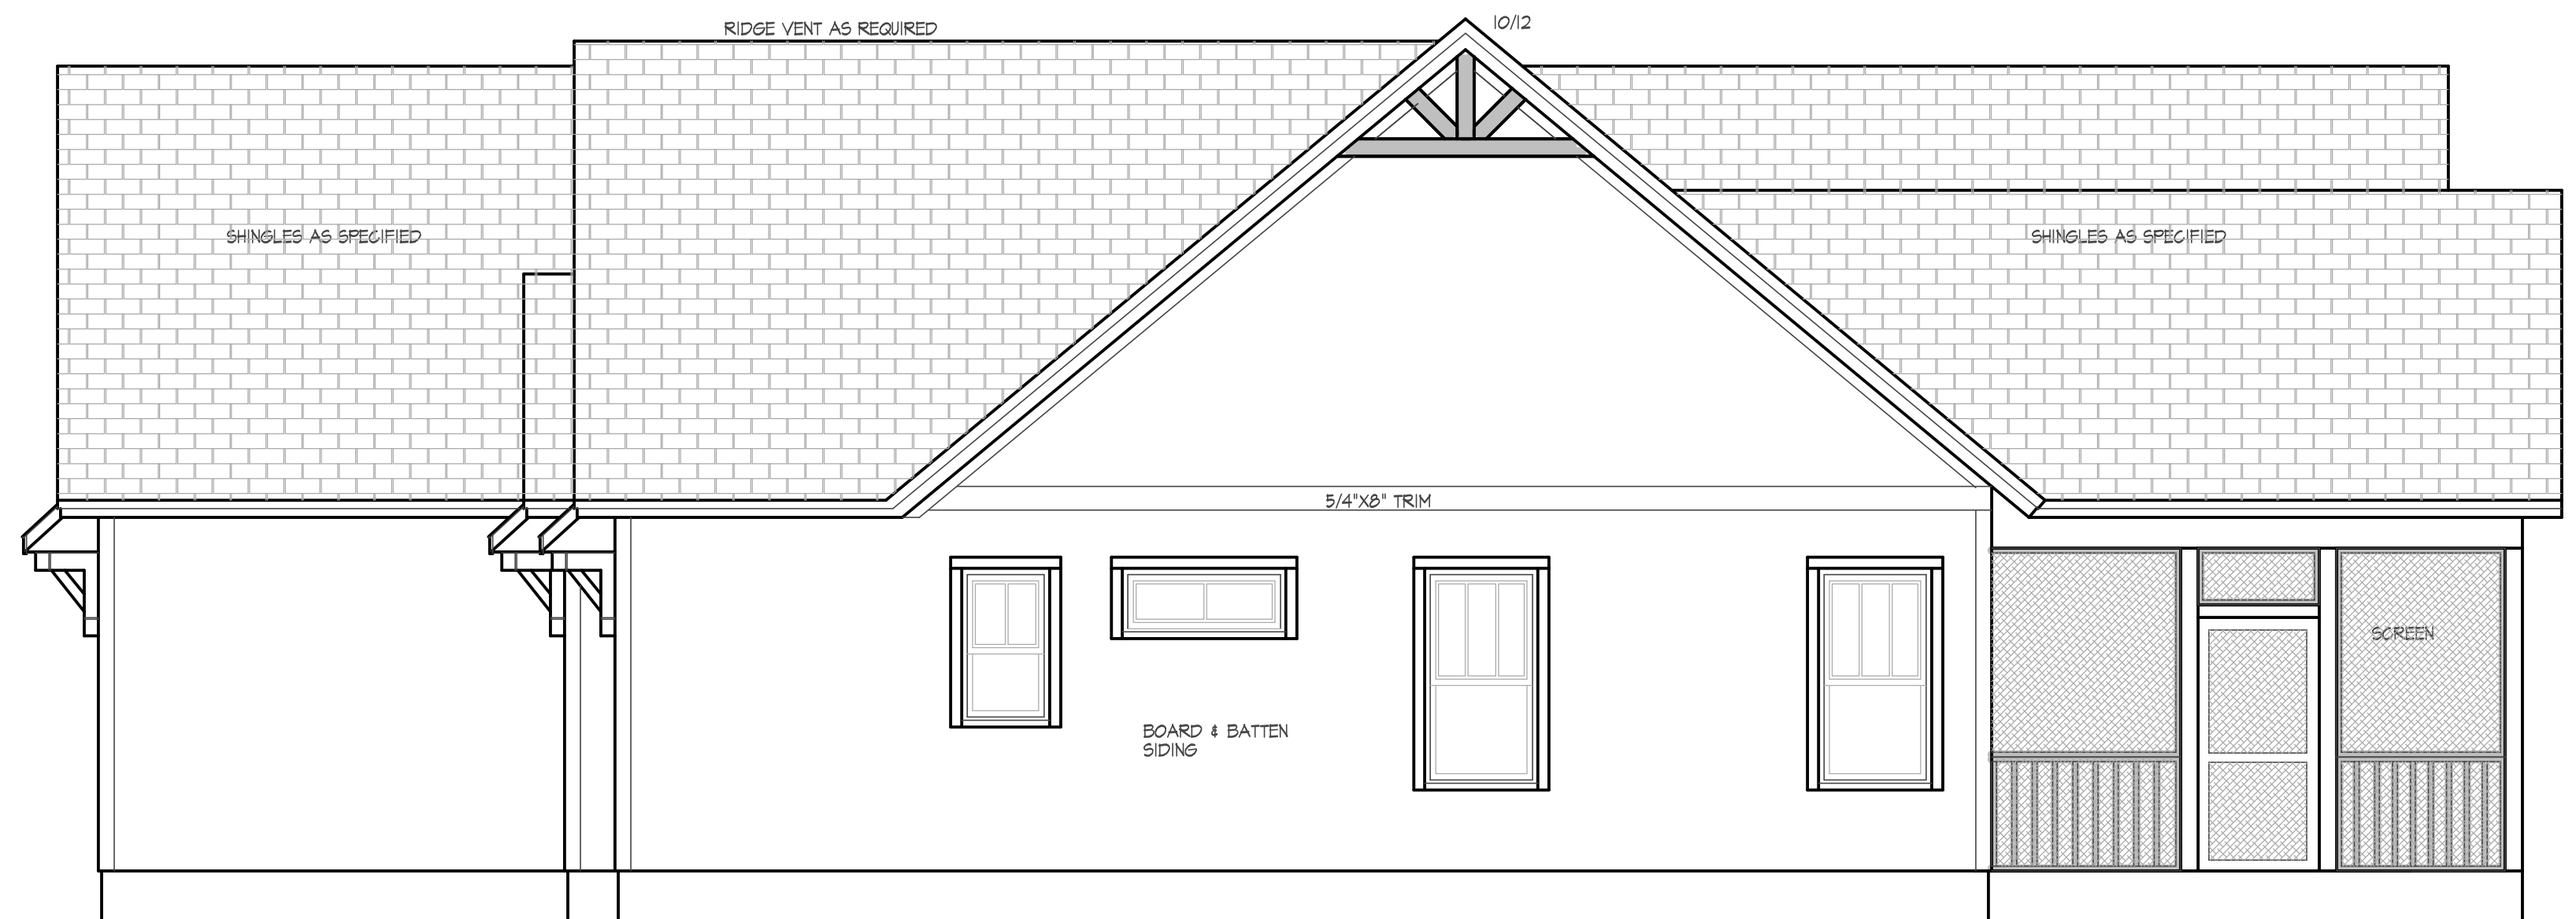 RIDGE VENT AS REQUIRED
10/12
SHINGLES AS SPECIFIED
SHINGLES AS SPECIFIED
5/4"X8" TRIM
SCREEN
BOARD & BATTEN
SIDING